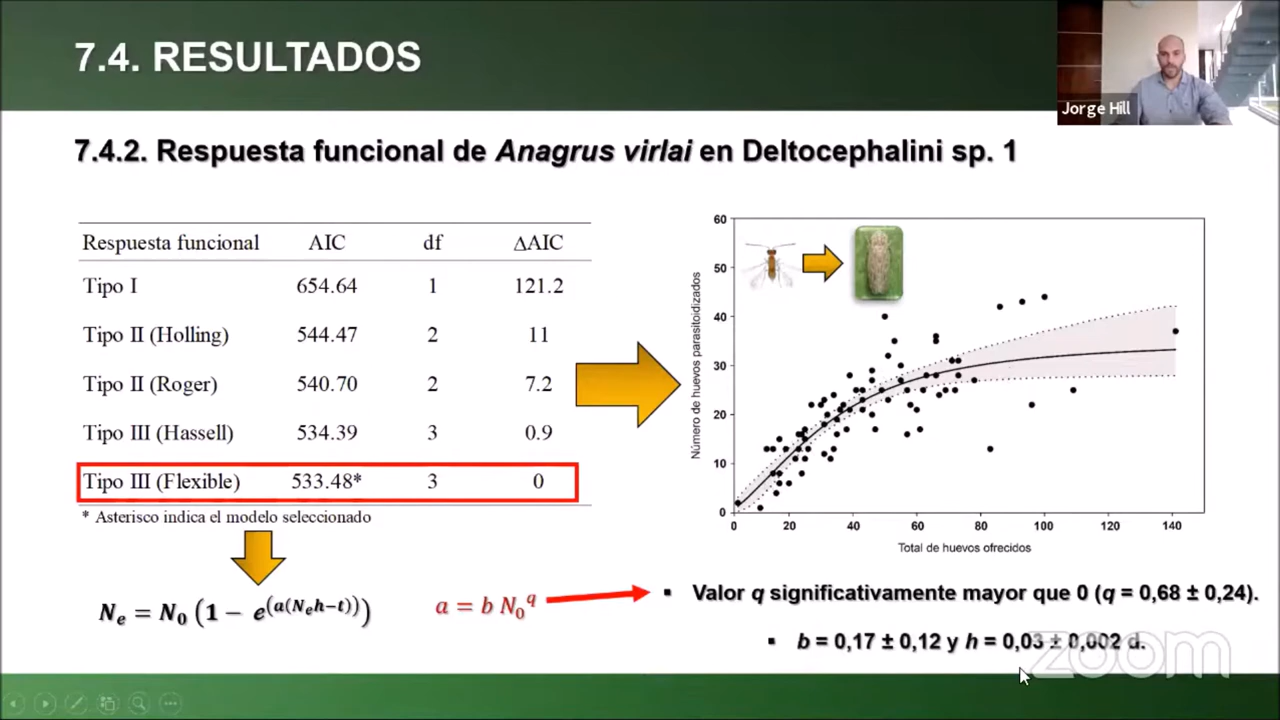 7.4. RESULTADOS
Jorge Hill
7.4.2. Respuesta funcional de Anagrus virlai en Deltocephalini sp. 1
Respuesta funcional AIC df ΔAIC
Tipo I 654.64 1 121.2
Tipo II (Holling) 544.47 2 11
Tipo II (Roger) 540.70 2 7.2
Tipo III (Hassell) 534.39 3 0.9
Tipo III (Flexible) 533.48* 3 0
* Asterisco indica el modelo seleccionado
Nₑ = N₀ (1 − e^(a(Nₑh−t)))
a = b N₀^q
Número de huevos parasitoidizados
60
50
40
30
20
10
0
0 20 40 60 80 100 120 140
Total de huevos ofrecidos
▪ Valor q significativamente mayor que 0 (q = 0,68 ± 0,24).
▪ b = 0,17 ± 0,12 y h = 0,03 ± 0,002 d.
zoom